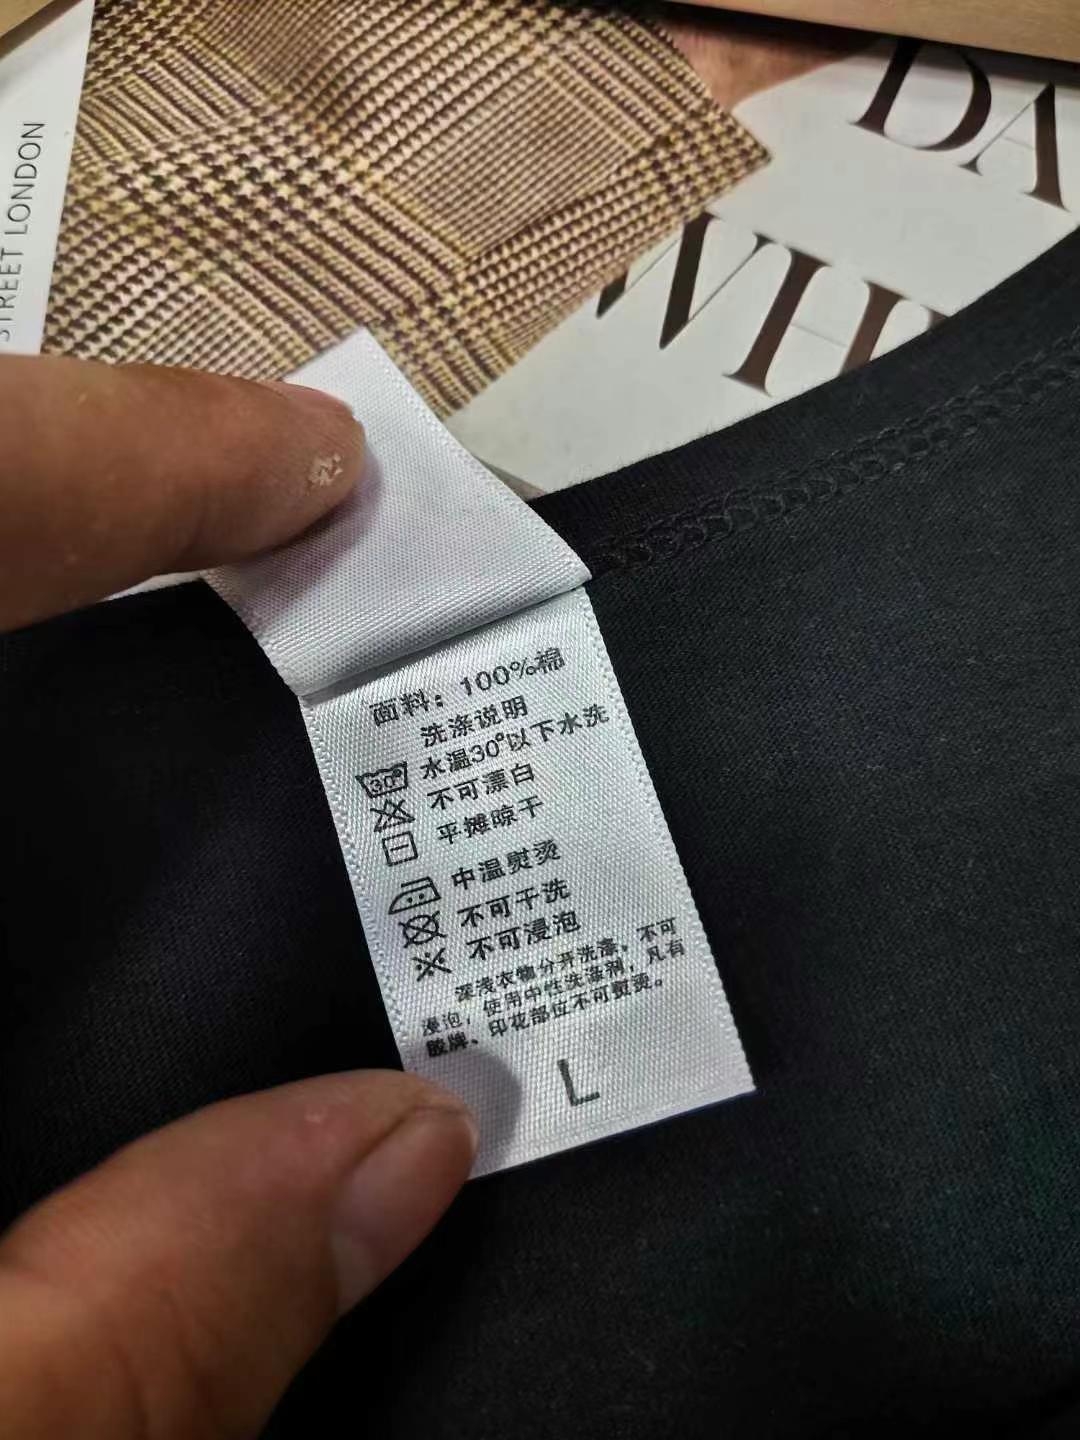 STREET LONDON
DA
WHI
面料：100%棉
洗涤说明
30° 水温30°以下水洗
不可漂白
平摊晾干
中温熨烫
不可干洗
不可浸泡
深浅衣物分开洗涤，不可
浸泡，使用中性洗涤剂，凡有
胶牌、印花部位不可熨烫。
L